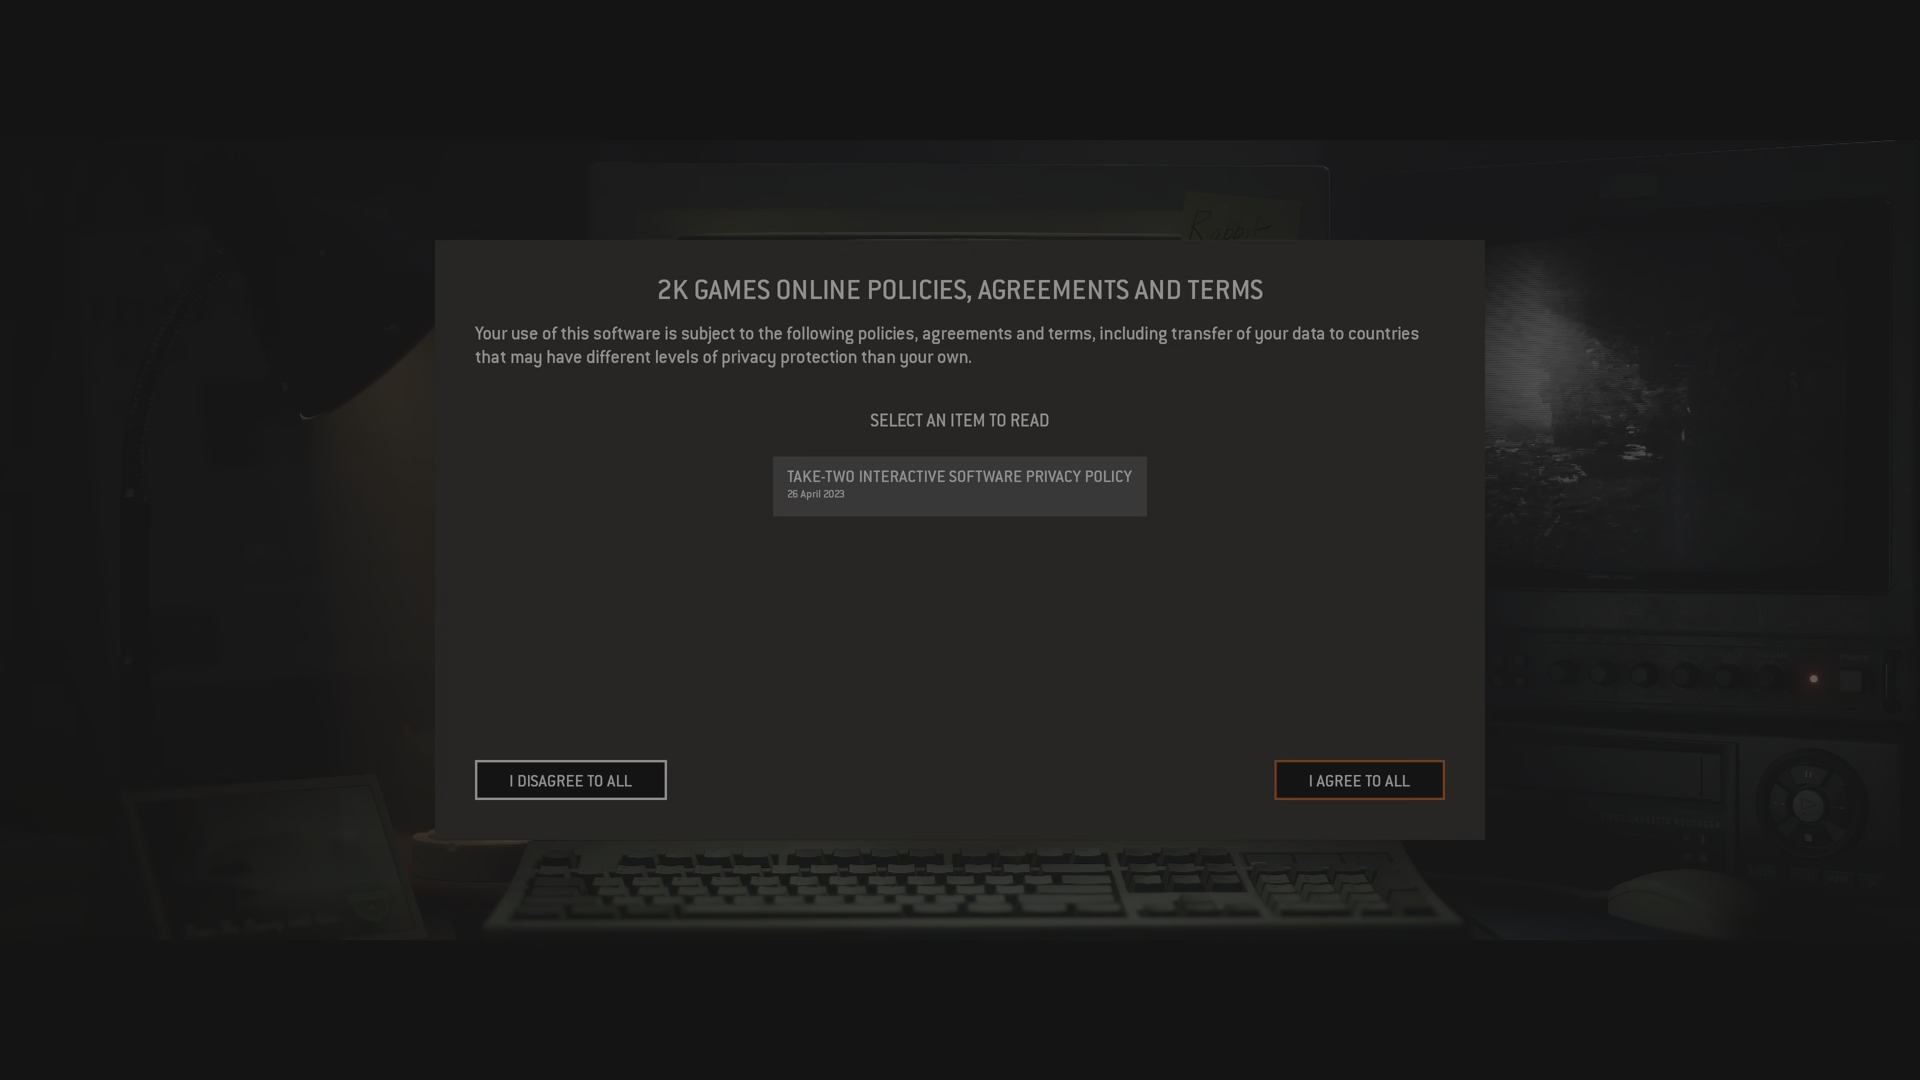 Rabbit
2K GAMES ONLINE POLICIES, AGREEMENTS AND TERMS
Your use of this software is subject to the following policies, agreements and terms, including transfer of your data to countries
that may have different levels of privacy protection than your own.
SELECT AN ITEM TO READ
TAKE-TWO INTERACTIVE SOFTWARE PRIVACY POLICY
26 April 2023
I DISAGREE TO ALL
I AGREE TO ALL